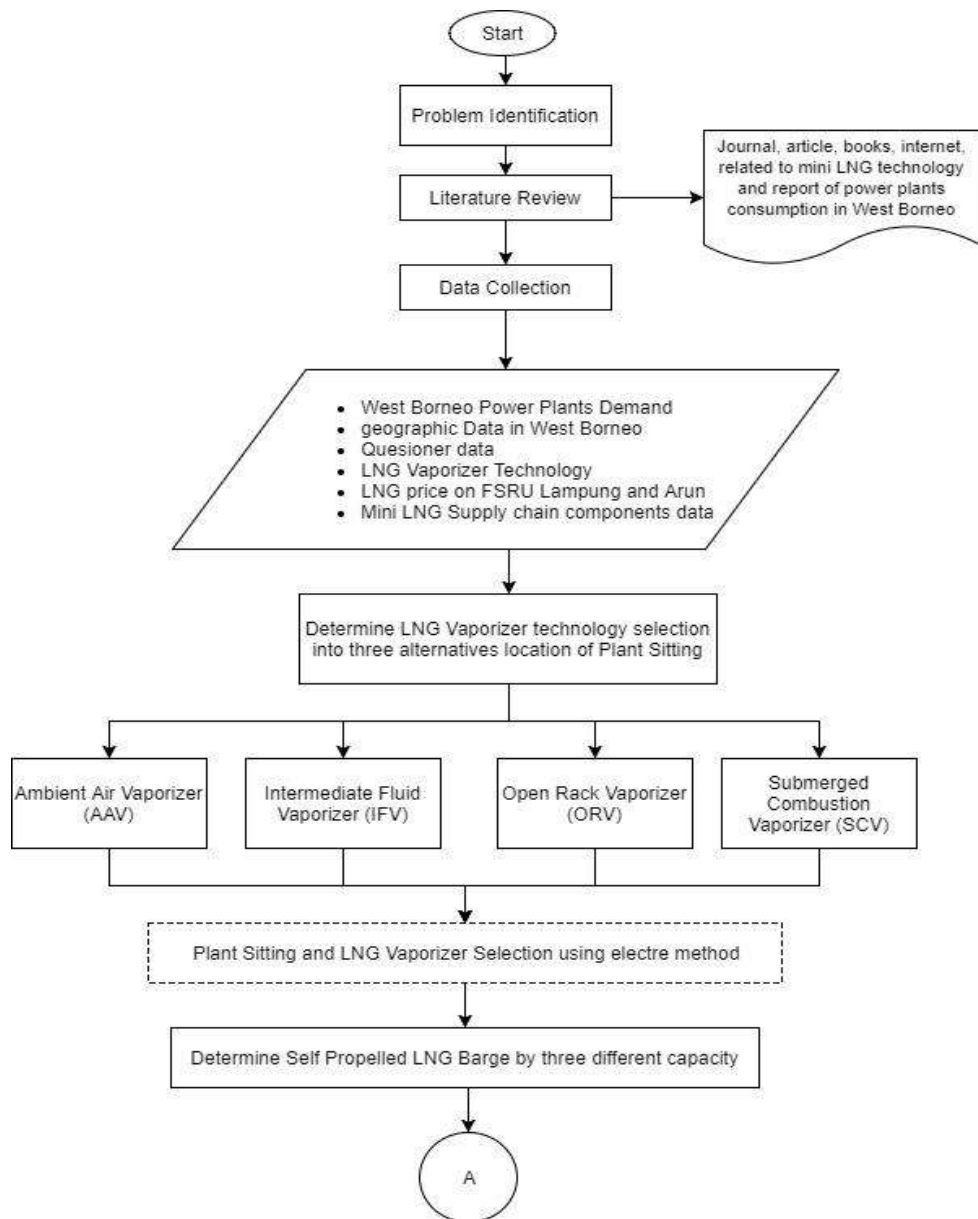 Start
Problem Identification
Literature Review
Journal, article, books, internet,
related to mini LNG technology
and report of power plants
consumption in West Borneo
Data Collection
• West Borneo Power Plants Demand
• geographic Data in West Borneo
• Quesioner data
• LNG Vaporizer Technology
• LNG price on FSRU Lampung and Arun
• Mini LNG Supply chain components data
Determine LNG Vaporizer technology selection
into three alternatives location of Plant Sitting
Ambient Air Vaporizer
(AAV)
Intermediate Fluid
Vaporizer (IFV)
Open Rack Vaporizer
(ORV)
Submerged
Combustion
Vaporizer (SCV)
Plant Sitting and LNG Vaporizer Selection using electre method
Determine Self Propelled LNG Barge by three different capacity
A